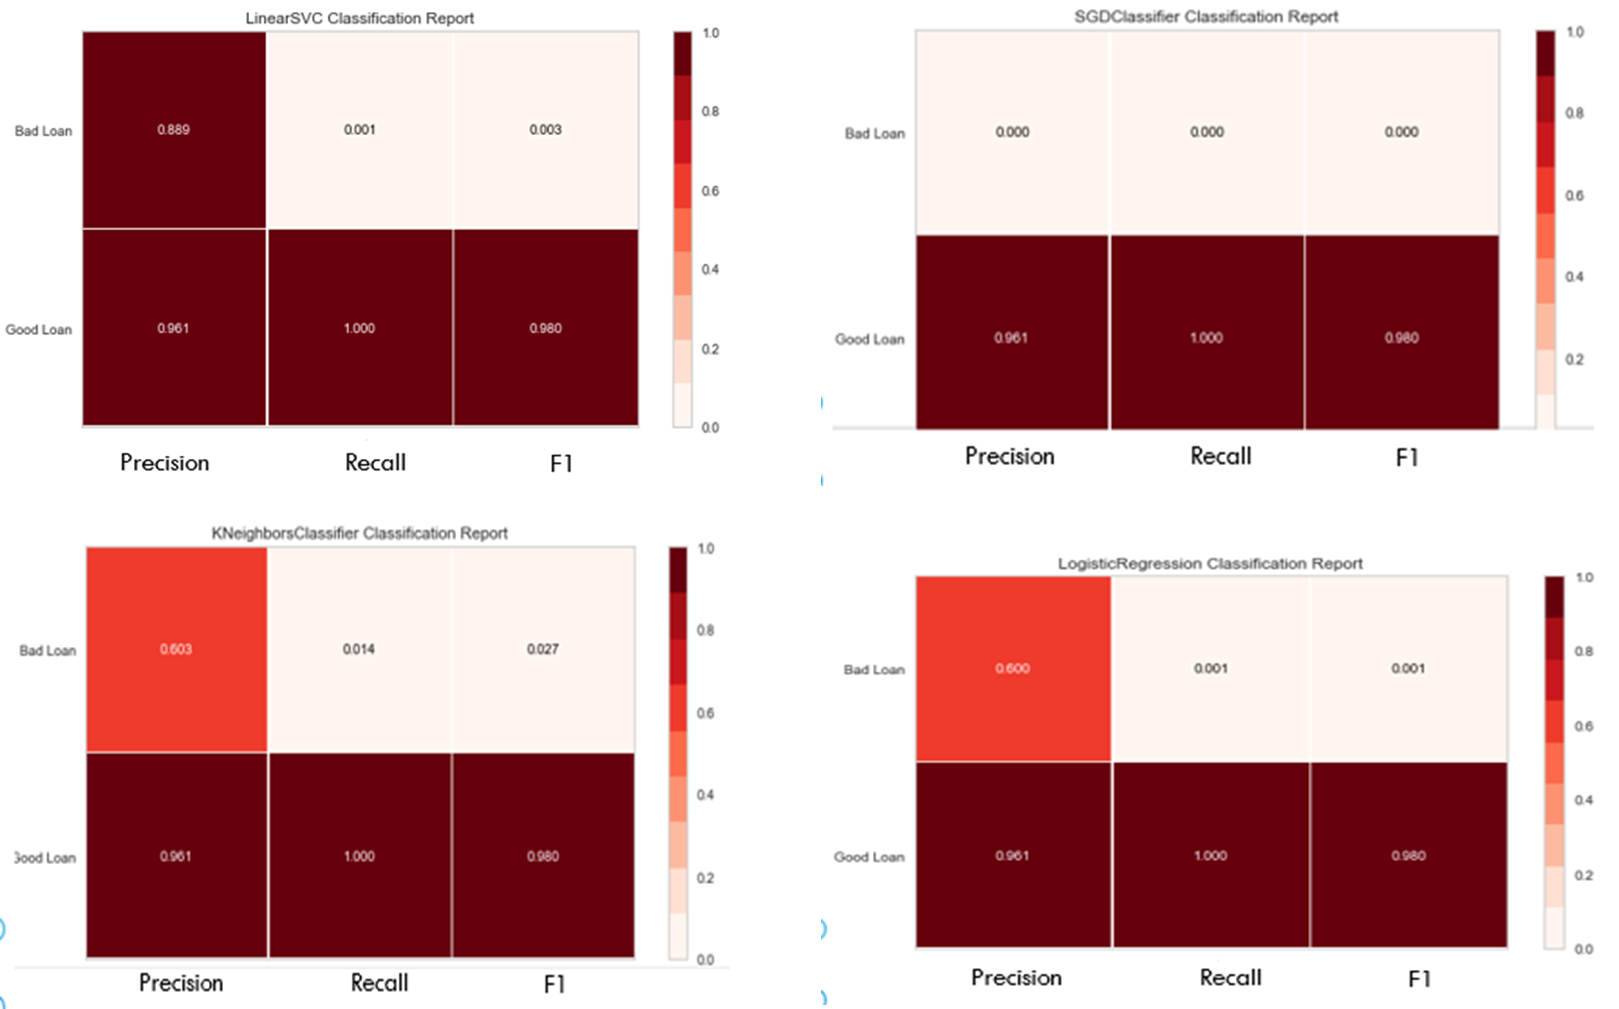 LinearSVC Classification Report
1.0
0.8
0.6
0.4
0.2
0.0
Bad Loan
0.889
0.001
0.003
Good Loan
0.961
1.000
0.980
Precision
Recall
F1
SGDClassifier Classification Report
1.0
0.8
0.6
0.4
0.2
Bad Loan
0.000
0.000
0.000
Good Loan
0.961
1.000
0.980
Precision
Recall
F1
KNeighborsClassifier Classification Report
1.0
0.8
0.6
0.4
0.2
0.0
Bad Loan
0.603
0.014
0.027
Good Loan
0.961
1.000
0.980
Precision
Recall
F1
LogisticRegression Classification Report
1.0
0.8
0.6
0.4
0.2
0.0
Bad Loan
0.600
0.001
0.001
Good Loan
0.961
1.000
0.980
Precision
Recall
F1